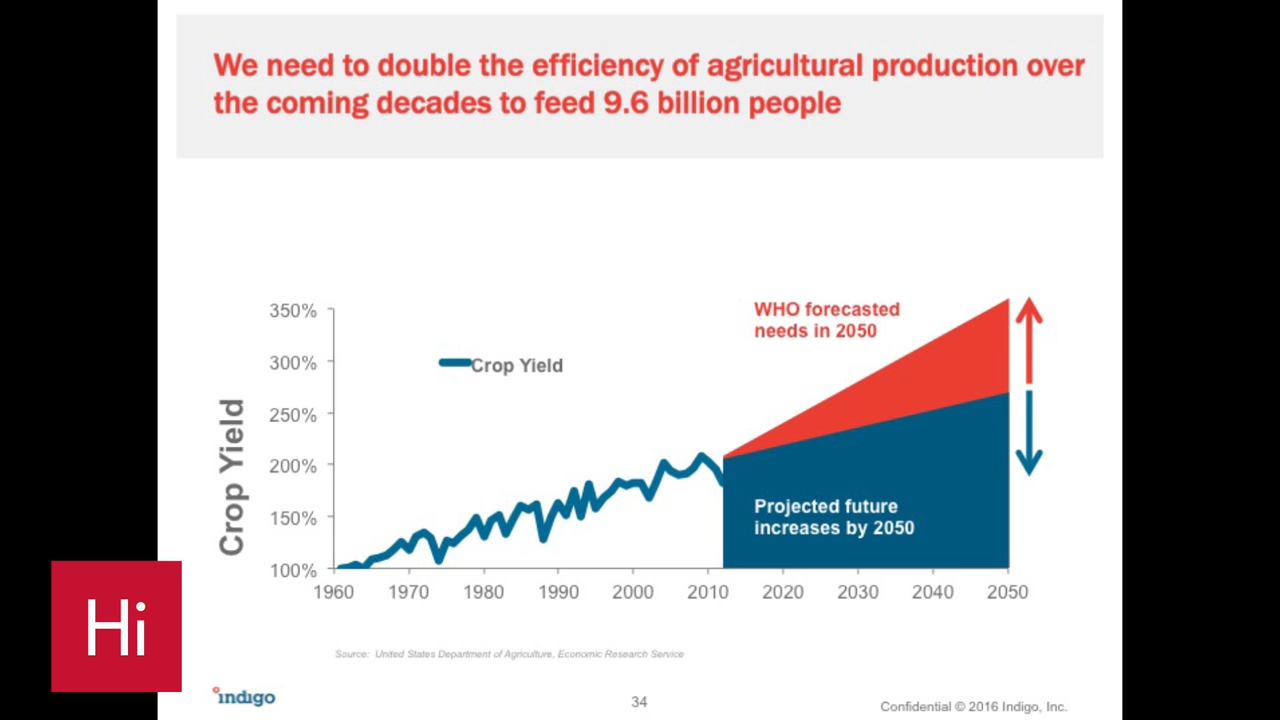 We need to double the efficiency of agricultural production over
the coming decades to feed 9.6 billion people
350%
300%
250%
200%
150%
100%
Crop Yield
Crop Yield
WHO forecasted
needs in 2050
Projected future
increases by 2050
1960 1970 1980 1990 2000 2010 2020 2030 2040 2050
Source: United States Department of Agriculture, Economic Research Service
Hi
indigo
34
Confidential © 2016 Indigo, Inc.